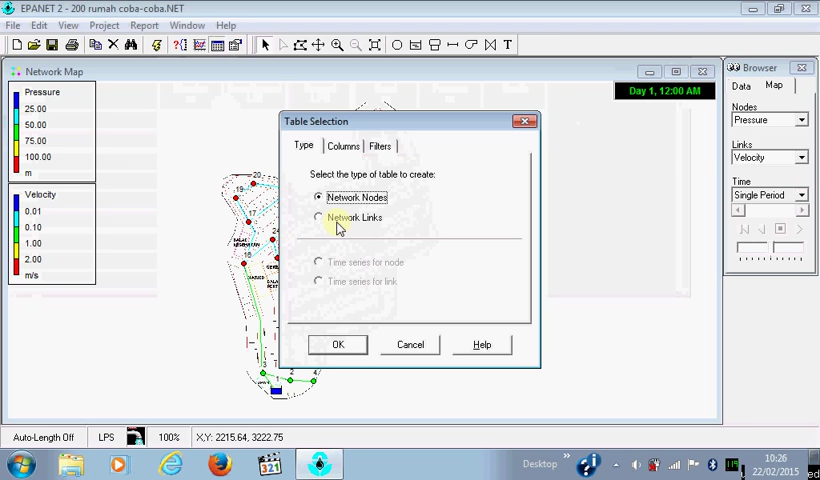 EPANET 2 - 200 rumah coba-coba.NET
File Edit View Project Report Window Help
Network Map
Day 1, 12:00 AM
Pressure
25.00
50.00
75.00
100.00
m
Velocity
0.01
0.10
1.00
2.00
m/s
20
19
17
16
3
1
2
4
Table Selection
Type Columns Filters
Select the type of table to create:
Network Nodes
Network Links
Time series for node
Time series for link
OK Cancel Help
Browser
Data Map
Nodes
Pressure
Links
Velocity
Time
Single Period
Auto-Length Off LPS 100% X,Y: 2215.64, 3222.75
321
Desktop
10:26
22/02/2015